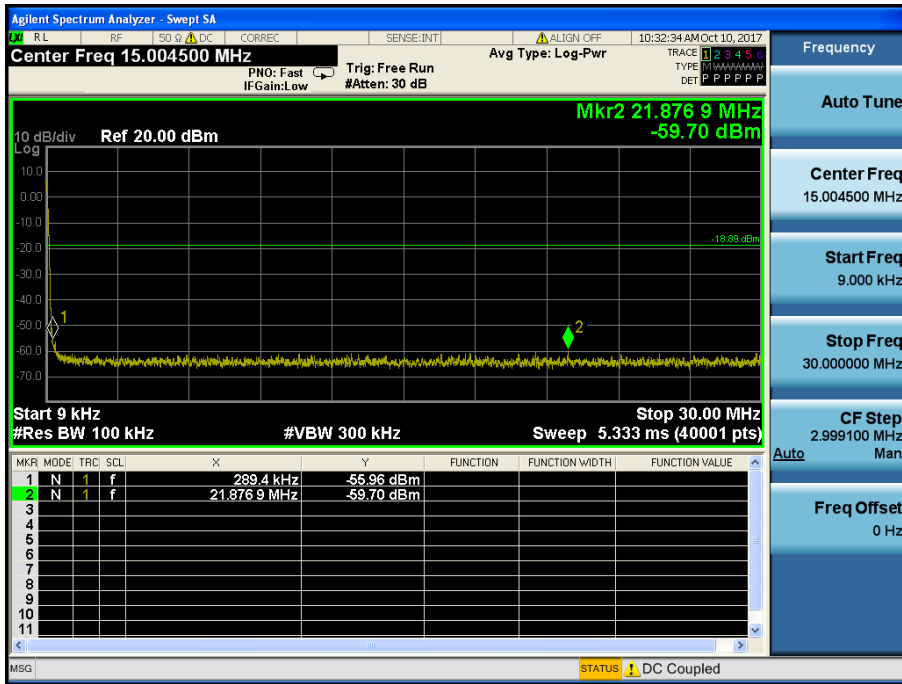 Agilent Spectrum Analyzer - Swept SA
LXI RL RF 50 Ω DC CORREC SENSE:INT ALIGN OFF 10:32:34 AM Oct 10, 2017
Center Freq 15.004500 MHz Avg Type: Log-Pwr TRACE 1 2 3 4 5 6
PNO: Fast Trig: Free Run TYPE MWWWWW
IFGain:Low #Atten: 30 dB DET P P P P P P
Frequency
Mkr2 21.876 9 MHz
10 dB/div Ref 20.00 dBm -59.70 dBm
Log
10.0
0.00
-10.0
-18.89 dBm
-20.0
-30.0
-40.0
-50.0
1
2
-60.0
-70.0
Start 9 kHz Stop 30.00 MHz
#Res BW 100 kHz #VBW 300 kHz Sweep 5.333 ms (40001 pts)
MKR MODE TRC SCL X Y FUNCTION FUNCTION WIDTH FUNCTION VALUE
1 N 1 f 289.4 kHz -55.96 dBm
2 N 1 f 21.876 9 MHz -59.70 dBm
3
4
5
6
7
8
9
10
11
MSG STATUS DC Coupled
Auto Tune
Center Freq
15.004500 MHz
Start Freq
9.000 kHz
Stop Freq
30.000000 MHz
CF Step
2.999100 MHz
Auto Man
Freq Offset
0 Hz